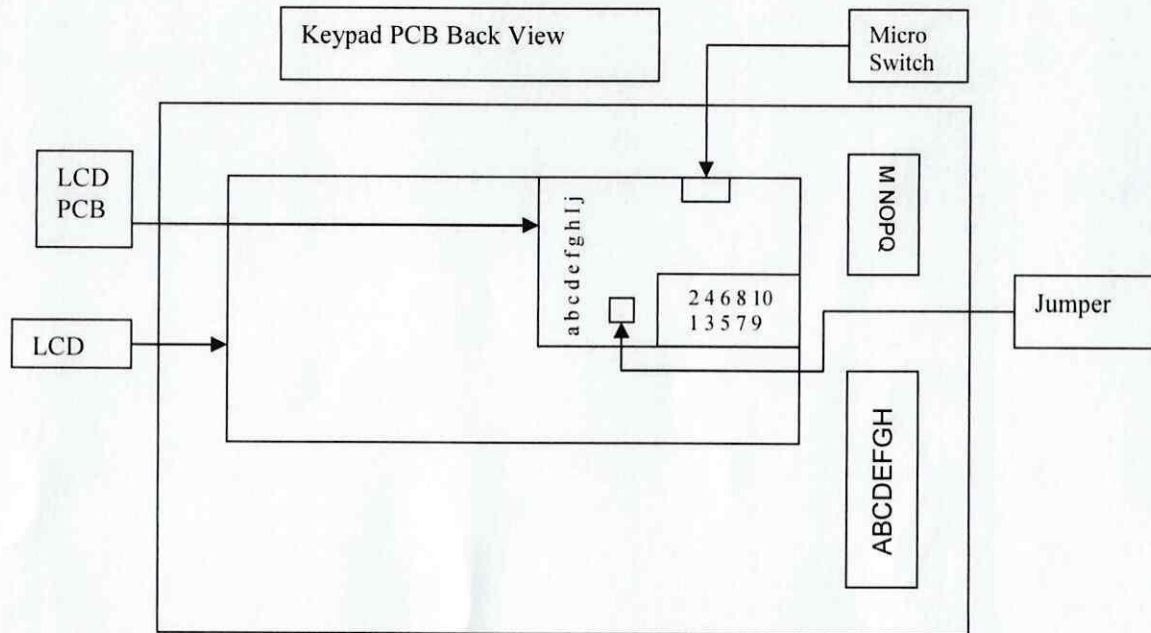 Keypad PCB Back View
Micro
Switch
LCD
PCB
a b c d e f g h I j
M NOPQ
2 4 6 8 10
1 3 5 7 9
Jumper
LCD
ABCDEFGH